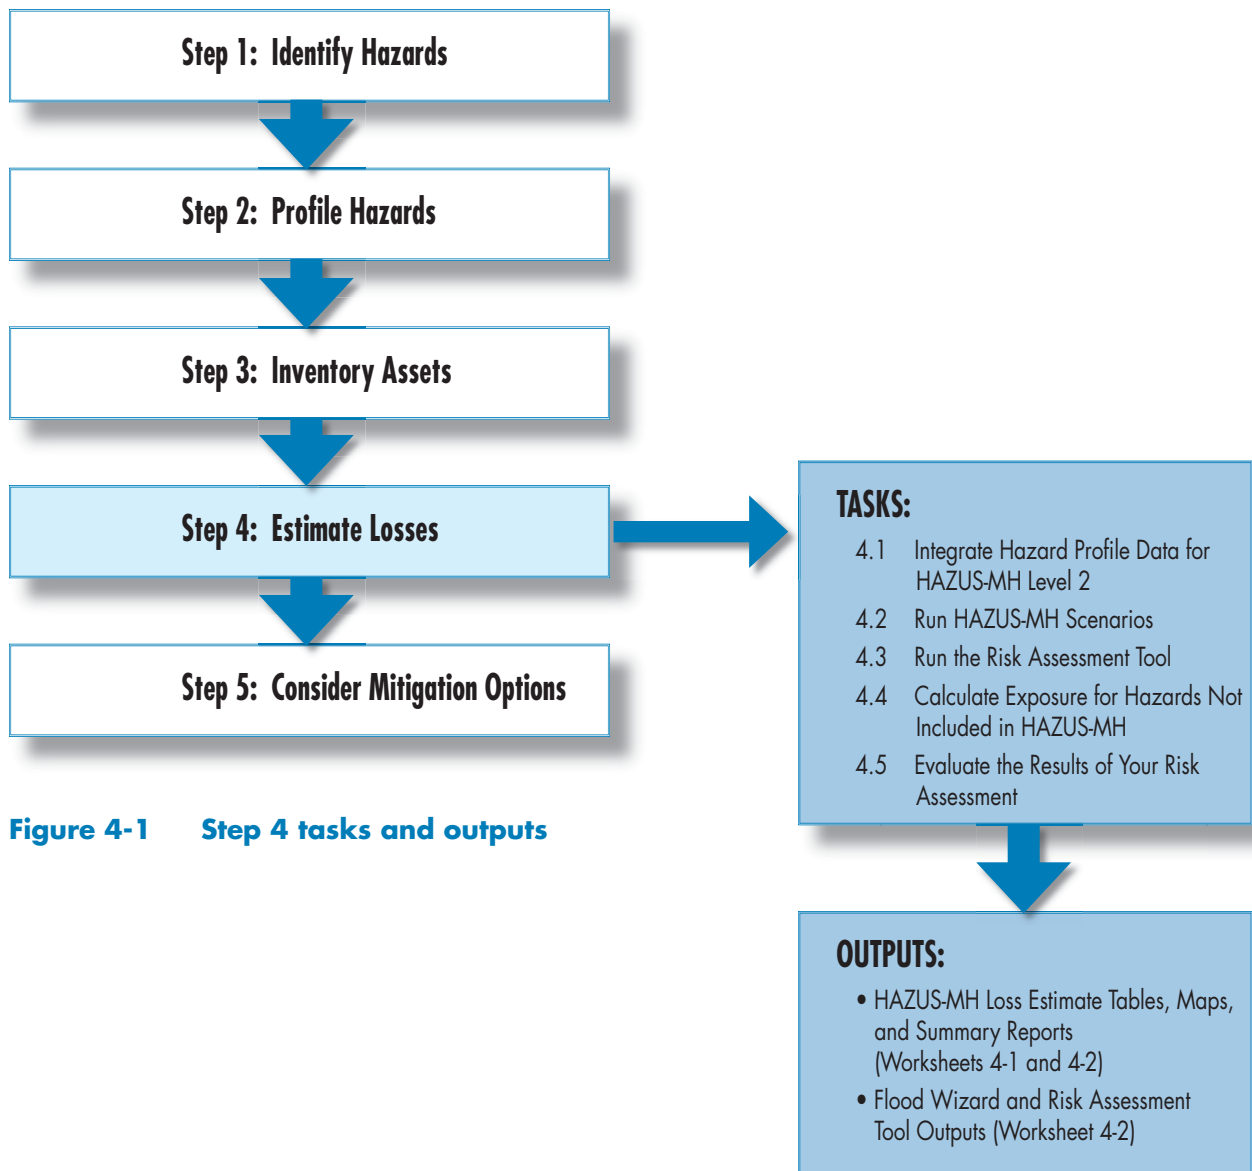 Step 1: Identify Hazards
Step 2: Profile Hazards
Step 3: Inventory Assets
Step 4: Estimate Losses
Step 5: Consider Mitigation Options
Figure 4-1 Step 4 tasks and outputs
TASKS:
4.1 Integrate Hazard Profile Data for
HAZUS-MH Level 2
4.2 Run HAZUS-MH Scenarios
4.3 Run the Risk Assessment Tool
4.4 Calculate Exposure for Hazards Not
Included in HAZUS-MH
4.5 Evaluate the Results of Your Risk
Assessment
OUTPUTS:
• HAZUS-MH Loss Estimate Tables, Maps,
and Summary Reports
(Worksheets 4-1 and 4-2)
• Flood Wizard and Risk Assessment
Tool Outputs (Worksheet 4-2)